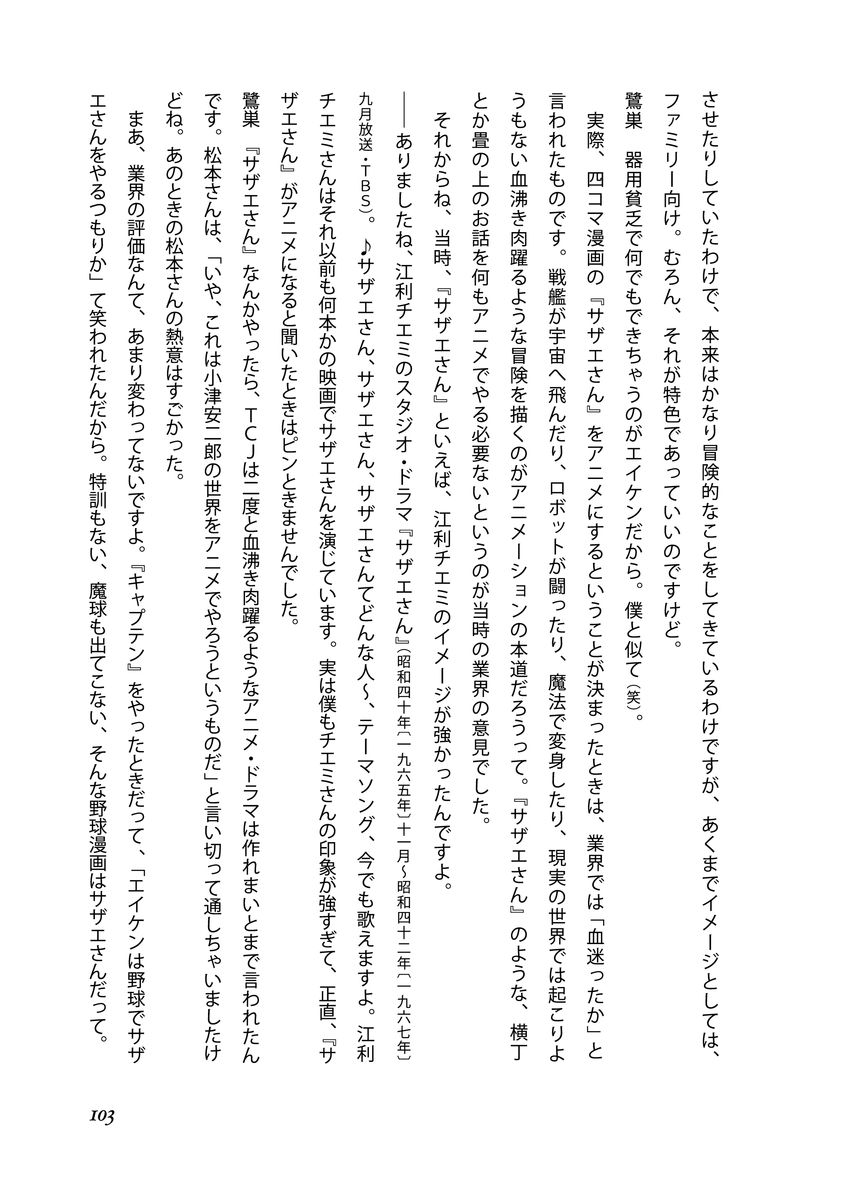 させたりしていたわけで、本来はかなり冒険的なことをしてきているわけですが、あくまでイメージとしては、
ファミリー向け。むろん、それが特色であっていいのですけど。
鷺巣　器用貧乏で何でもできちゃうのがエイケンだから。僕と似て（笑）。
　実際、四コマ漫画の『サザエさん』をアニメにするということが決まったときは、業界では「血迷ったか」と
言われたものです。戦艦が宇宙へ飛んだり、ロボットが闘ったり、魔法で変身したり、現実の世界では起こりよ
うもない血沸き肉躍るような冒険を描くのがアニメーションの本道だろうって。『サザエさん』のような、横丁
とか畳の上のお話を何もアニメでやる必要ないというのが当時の業界の意見でした。
　それからね、当時、『サザエさん』といえば、江利チエミのイメージが強かったんですよ。
――ありましたね、江利チエミのスタジオ・ドラマ『サザエさん』（昭和四十年〔一九六五年〕十一月〜昭和四十二年〔一九六七年〕
九月放送・ＴＢＳ）。♪サザエさん、サザエさん、サザエさんてどんな人〜、テーマソング、今でも歌えますよ。江利
チエミさんはそれ以前も何本かの映画でサザエさんを演じています。実は僕もチエミさんの印象が強すぎて、正直、『サ
ザエさん』がアニメになると聞いたときはピンときませんでした。
鷺巣　『サザエさん』なんかやったら、ＴＣＪは二度と血沸き肉躍るようなアニメ・ドラマは作れまいとまで言われたん
です。松本さんは、「いや、これは小津安二郎の世界をアニメでやろうというものだ」と言い切って通しちゃいましたけ
どね。あのときの松本さんの熱意はすごかった。
　まあ、業界の評価なんて、あまり変わってないですよ。『キャプテン』をやったときだって、「エイケンは野球でサザ
エさんをやるつもりか」て笑われたんだから。特訓もない、魔球も出てこない、そんな野球漫画はサザエさんだって。
103